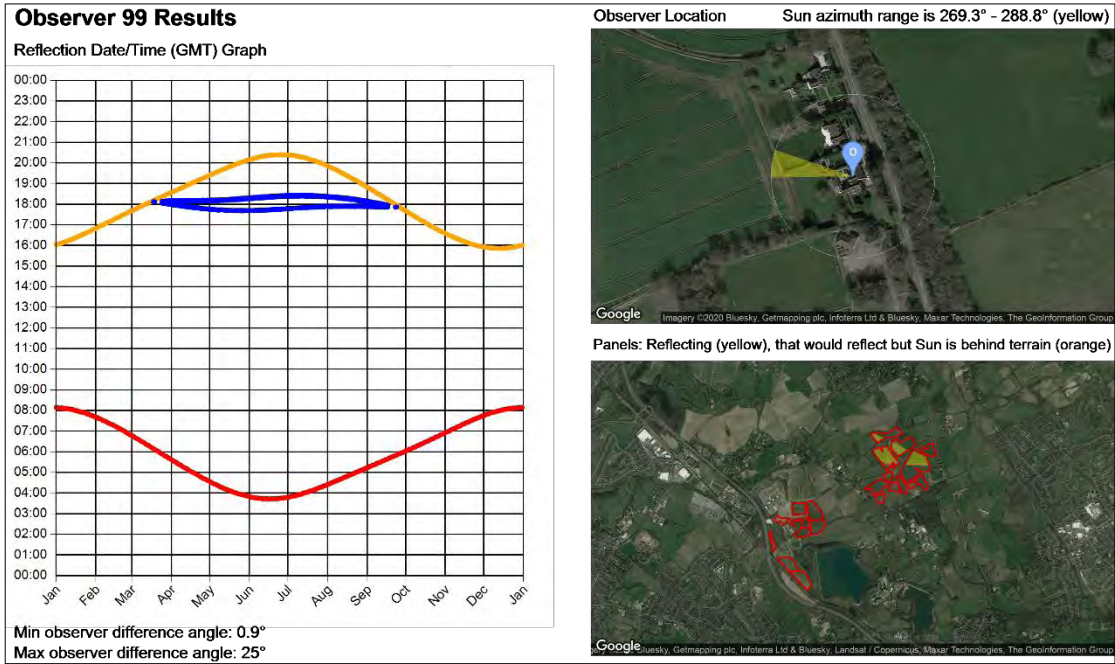 Observer 99 Results
Reflection Date/Time (GMT) Graph
00:00
23:00
22:00
21:00
20:00
19:00
18:00
17:00
16:00
15:00
14:00
13:00
12:00
11:00
10:00
09:00
08:00
07:00
06:00
05:00
04:00
03:00
02:00
01:00
00:00
Jan Feb Mar Apr May Jun Jul Aug Sep Oct Nov Dec Jan
Min observer difference angle: 0.9°
Max observer difference angle: 25°
Observer Location Sun azimuth range is 269.3° - 288.8° (yellow)
O
Google Imagery ©2020 Bluesky, Getmapping plc, Infoterra Ltd & Bluesky, Maxar Technologies, The GeoInformation Group
Panels: Reflecting (yellow), that would reflect but Sun is behind terrain (orange)
Google Bluesky, Getmapping plc, Infoterra Ltd & Bluesky, Landsat / Copernicus, Maxar Technologies, The GeoInformation Group